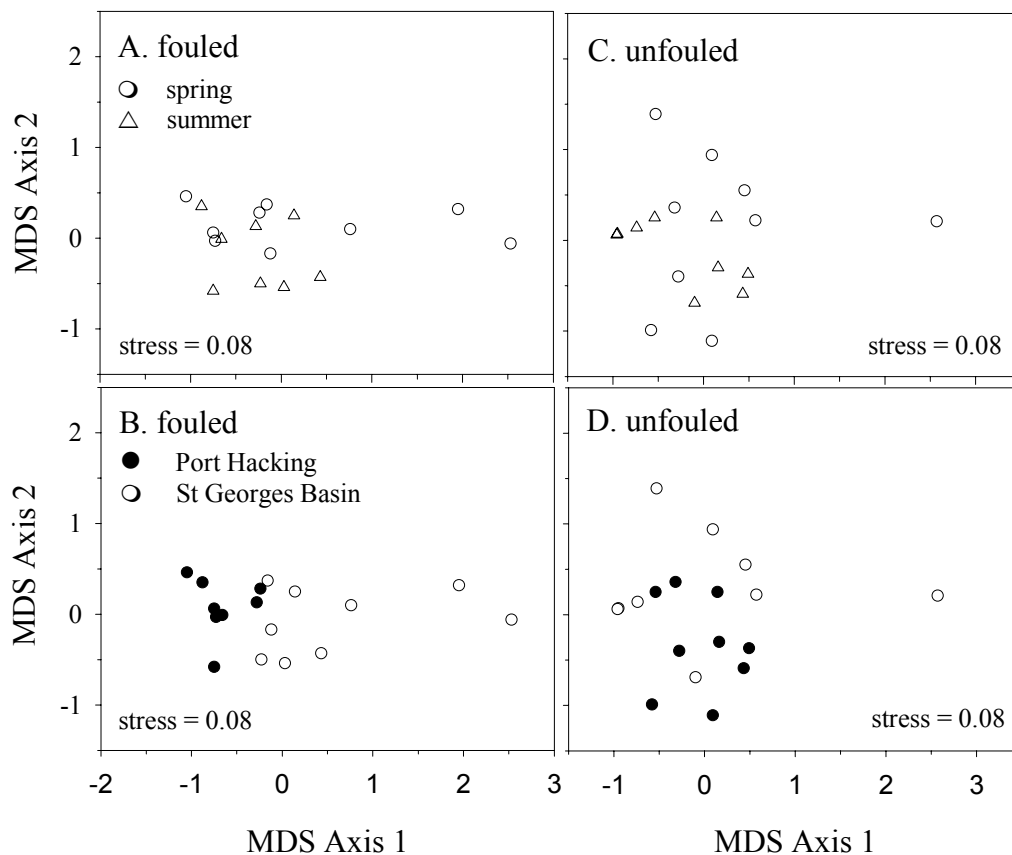 A. fouled
spring
summer
stress = 0.08
2
1
0
-1
MDS Axis 2
C. unfouled
stress = 0.08
B. fouled
Port Hacking
St Georges Basin
stress = 0.08
2
1
0
-1
MDS Axis 2
-2 -1 0 1 2 3
MDS Axis 1
D. unfouled
stress = 0.08
-1 0 1 2 3
MDS Axis 1